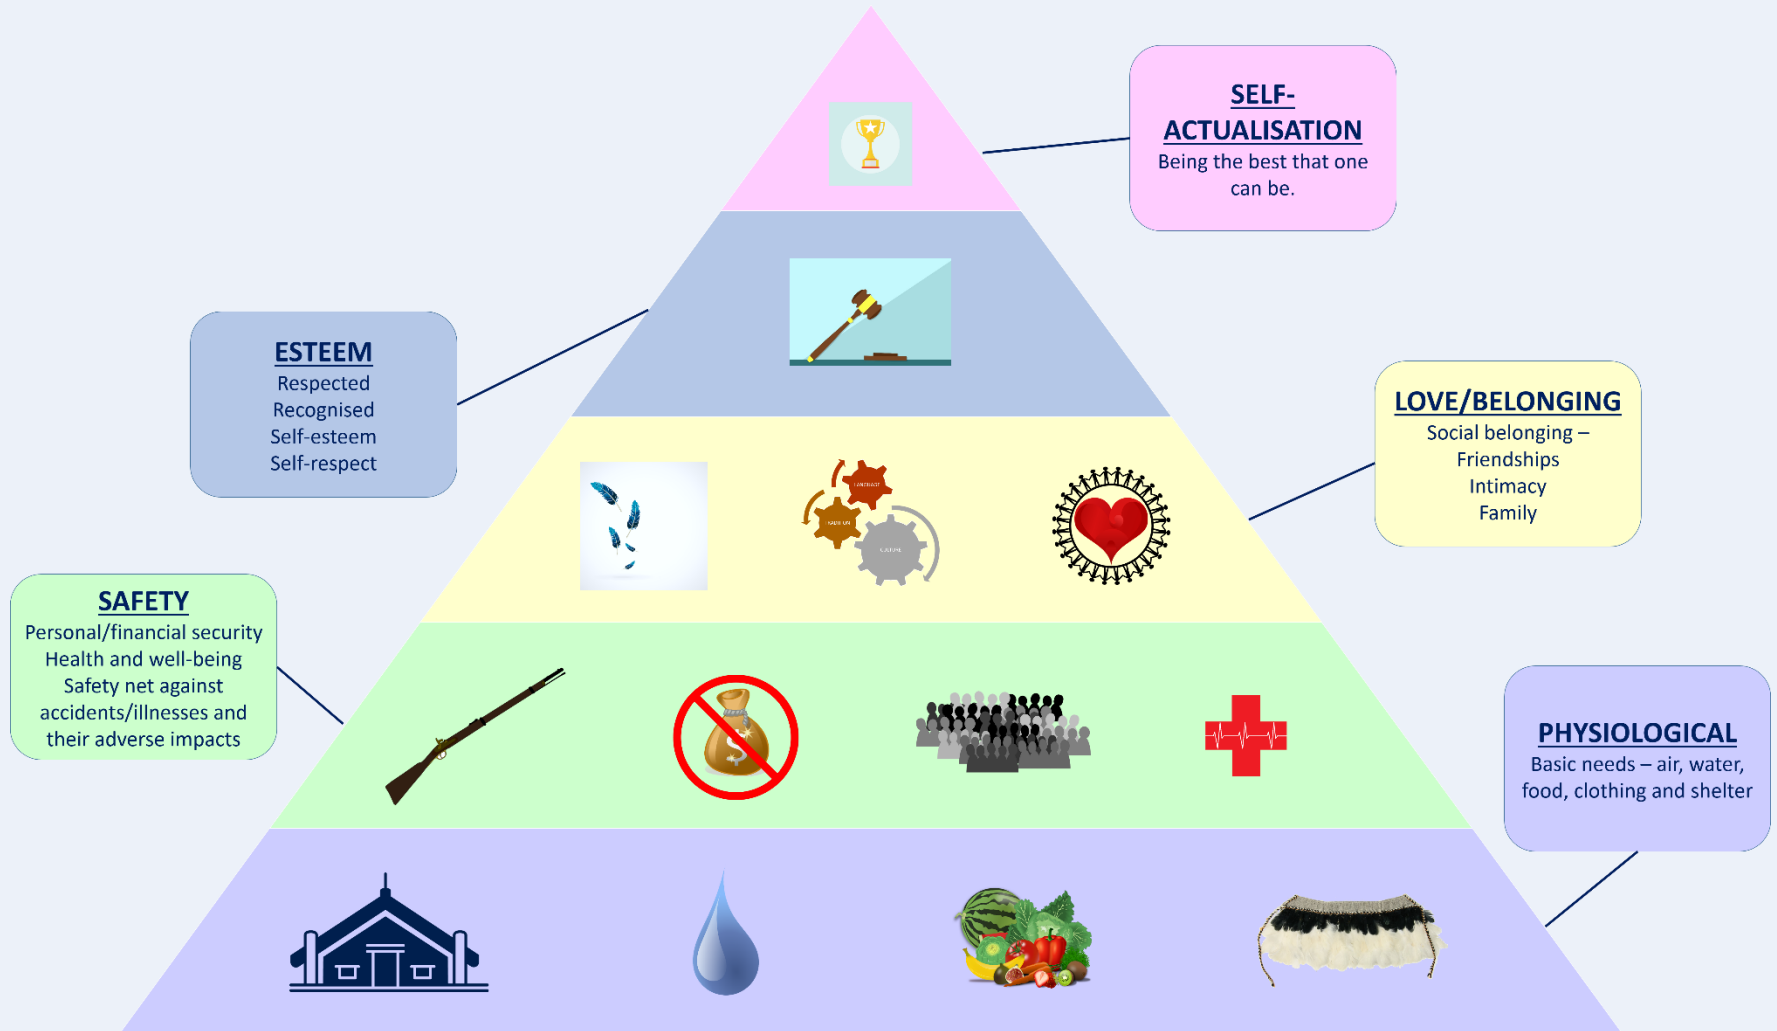 SELF-
ACTUALISATION
Being the best that one
can be.
ESTEEM
Respected
Recognised
Self-esteem
Self-respect
LOVE/BELONGING
Social belonging –
Friendships
Intimacy
Family
LANGUAGE
CULTURE
SAFETY
Personal/financial security
Health and well-being
Safety net against
accidents/illnesses and
their adverse impacts
$
PHYSIOLOGICAL
Basic needs – air, water,
food, clothing and shelter